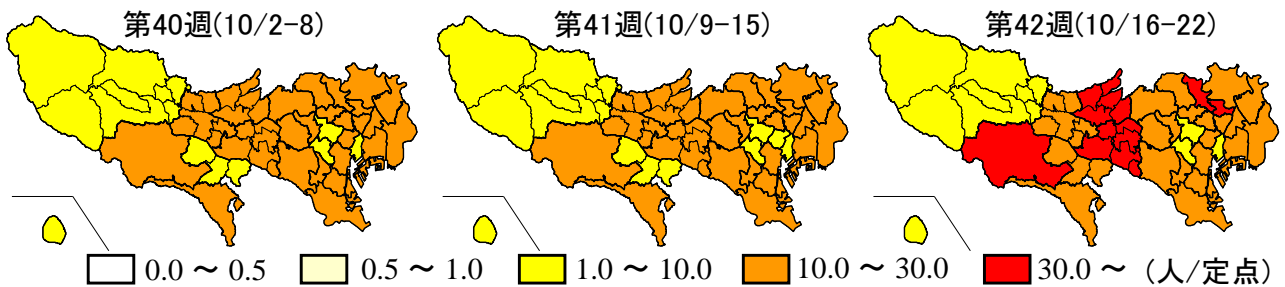 第40週(10/2-8)
第41週(10/9-15)
第42週(10/16-22)
0.0 ～ 0.5
0.5 ～ 1.0
1.0 ～ 10.0
10.0 ～ 30.0
30.0 ～ (人/定点)